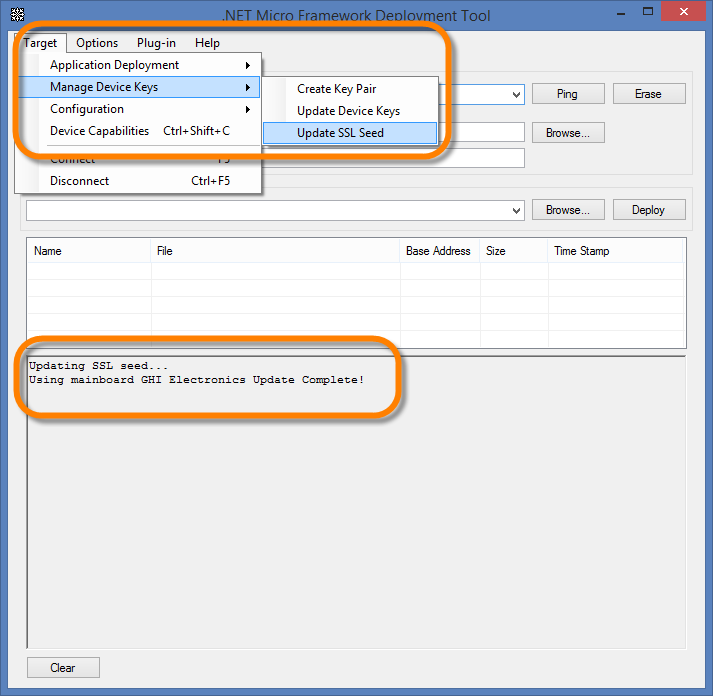 .NET Micro Framework Deployment Tool
Target Options Plug-in Help
Application Deployment
Manage Device Keys
Configuration
Device Capabilities Ctrl+Shift+C
Connect F5
Disconnect Ctrl+F5
Create Key Pair
Update Device Keys
Update SSL Seed
Ping Erase
Browse...
Browse... Deploy
Name File Base Address Size Time Stamp
Updating SSL seed...
Using mainboard GHI Electronics Update Complete!
Clear